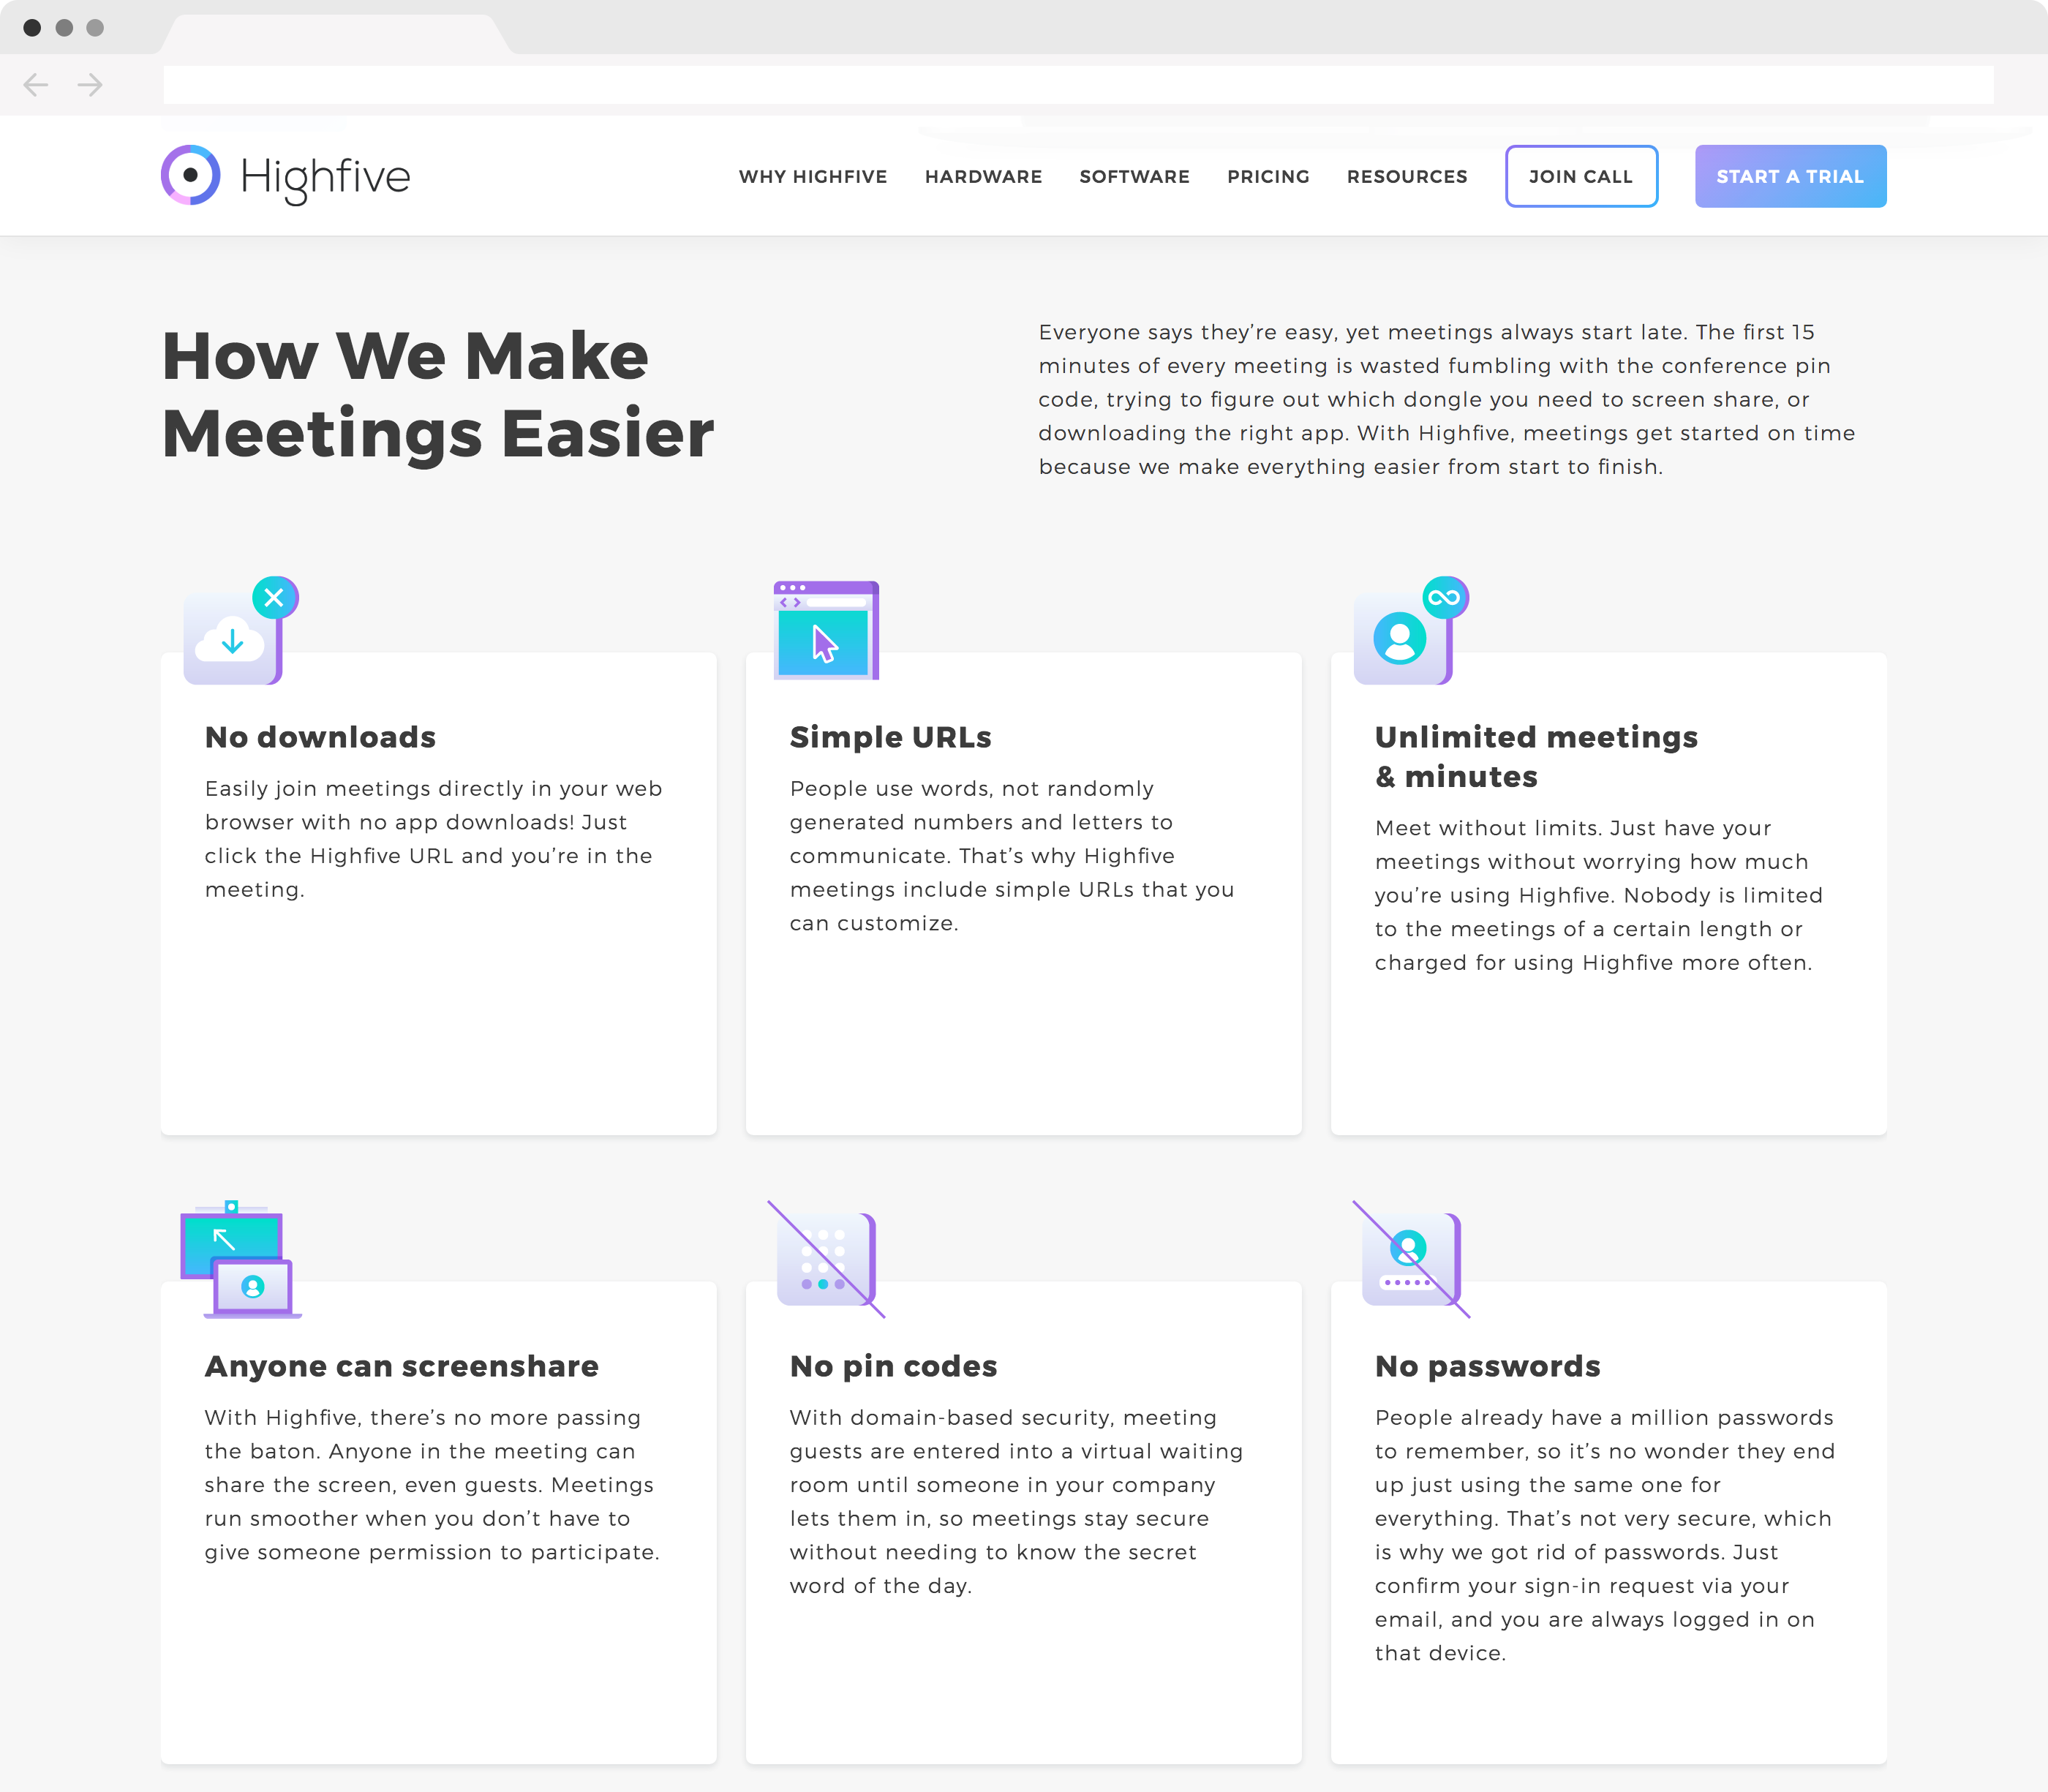 Highfive
WHY HIGHFIVE
HARDWARE
SOFTWARE
PRICING
RESOURCES
JOIN CALL
START A TRIAL
How We Make
Meetings Easier
Everyone says they’re easy, yet meetings always start late. The first 15
minutes of every meeting is wasted fumbling with the conference pin
code, trying to figure out which dongle you need to screen share, or
downloading the right app. With Highfive, meetings get started on time
because we make everything easier from start to finish.
No downloads
Easily join meetings directly in your web
browser with no app downloads! Just
click the Highfive URL and you’re in the
meeting.
Simple URLs
People use words, not randomly
generated numbers and letters to
communicate. That’s why Highfive
meetings include simple URLs that you
can customize.
Unlimited meetings
& minutes
Meet without limits. Just have your
meetings without worrying how much
you’re using Highfive. Nobody is limited
to the meetings of a certain length or
charged for using Highfive more often.
Anyone can screenshare
With Highfive, there’s no more passing
the baton. Anyone in the meeting can
share the screen, even guests. Meetings
run smoother when you don’t have to
give someone permission to participate.
No pin codes
With domain-based security, meeting
guests are entered into a virtual waiting
room until someone in your company
lets them in, so meetings stay secure
without needing to know the secret
word of the day.
No passwords
People already have a million passwords
to remember, so it’s no wonder they end
up just using the same one for
everything. That’s not very secure, which
is why we got rid of passwords. Just
confirm your sign-in request via your
email, and you are always logged in on
that device.